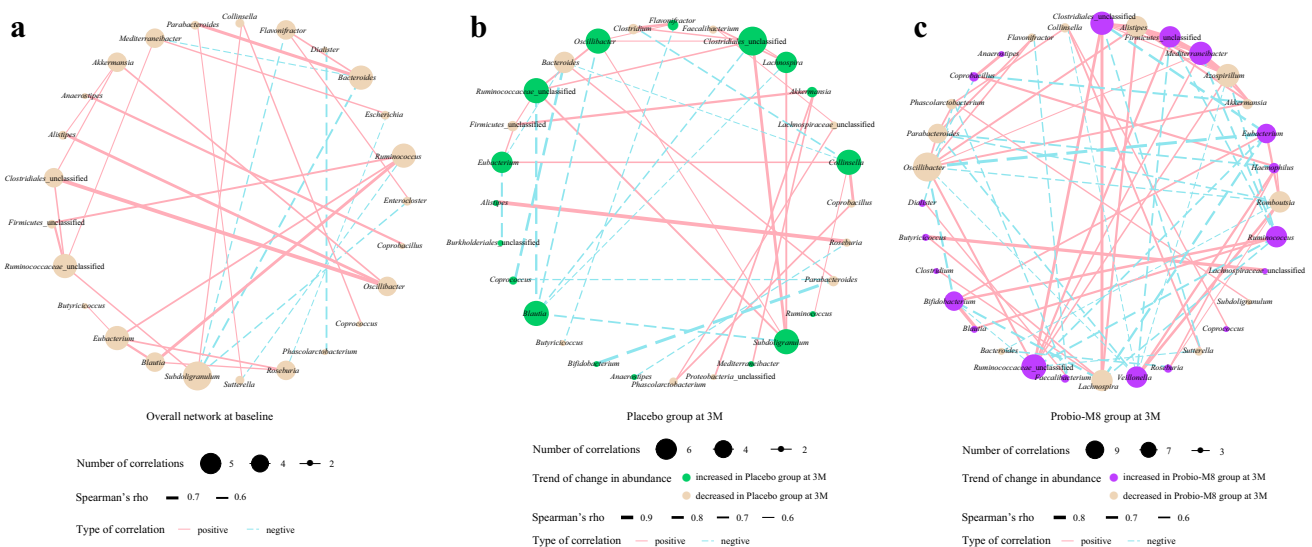 a
Collinsella
Parabacteroides
Flavonifractor
Mediterraneibacter
Dialister
Akkermansia
Bacteroides
Anaerostipes
Escherichia
Alistipes
Ruminococcus
Clostridiales_unclassified
Enterocloster
Firmicutes_unclassified
Coprobacillus
Ruminococcaceae_unclassified
Oscillibacter
Butyricicoccus
Coprococcus
Eubacterium
Phascolarctobacterium
Blautia
Roseburia
Subdoligranulum
Sutterella
Overall network at baseline
Number of correlations 5 4 2
Spearman's rho 0.7 0.6
Type of correlation positive negtive
b
Flavonifractor
Clostridium
Faecalibacterium
Oscillibacter
Clostridiales_unclassified
Bacteroides
Lachnospira
Ruminococcaceae_unclassified
Akkermansia
Firmicutes_unclassified
Lachnospiraceae_unclassified
Eubacterium
Collinsella
Alistipes
Coprobacillus
Burkholderiales_unclassified
Roseburia
Coprococcus
Parabacteroides
Blautia
Ruminococcus
Butyricicoccus
Subdoligranulum
Bifidobacterium
Mediterraneibacter
Anaerostipes
Proteobacteria_unclassified
Phascolarctobacterium
Placebo group at 3M
Number of correlations 6 4 2
Trend of change in abundance increased in Placebo group at 3M
decreased in Placebo group at 3M
Spearman's rho 0.9 0.8 0.7 0.6
Type of correlation positive negtive
c
Clostridiales_unclassified
Alistipes
Collinsella
Firmicutes_unclassified
Flavonifractor
Mediterraneibacter
Anaerostipes
Azospirillum
Coprobacillus
Akkermansia
Phascolarctobacterium
Eubacterium
Parabacteroides
Haemophilus
Oscillibacter
Romboutsia
Dialister
Ruminococcus
Butyricicoccus
Lachnospiraceae_unclassified
Clostridium
Subdoligranulum
Bifidobacterium
Coprococcus
Blautia
Sutterella
Bacteroides
Roseburia
Ruminococcaceae_unclassified
Faecalibacterium
Veillonella
Lachnospira
Probio-M8 group at 3M
Number of correlations 9 7 3
Trend of change in abundance increased in Probio-M8 group at 3M
decreased in Probio-M8 group at 3M
Spearman's rho 0.8 0.7 0.6
Type of correlation positive negtive